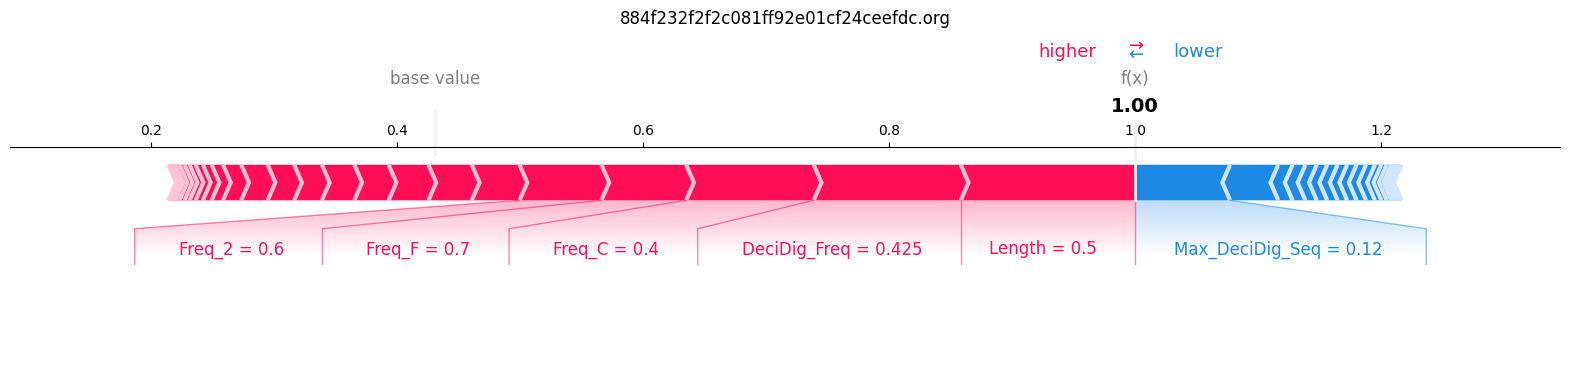 884f232f2f2c081ff92e01cf24ceefdc.org
higher → ← lower
base value f(x)
1.00
0.2 0.4 0.6 0.8 1.0 1.2
Freq_2 = 0.6 Freq_F = 0.7 Freq_C = 0.4 DeciDig_Freq = 0.425 Length = 0.5 Max_DeciDig_Seq = 0.12